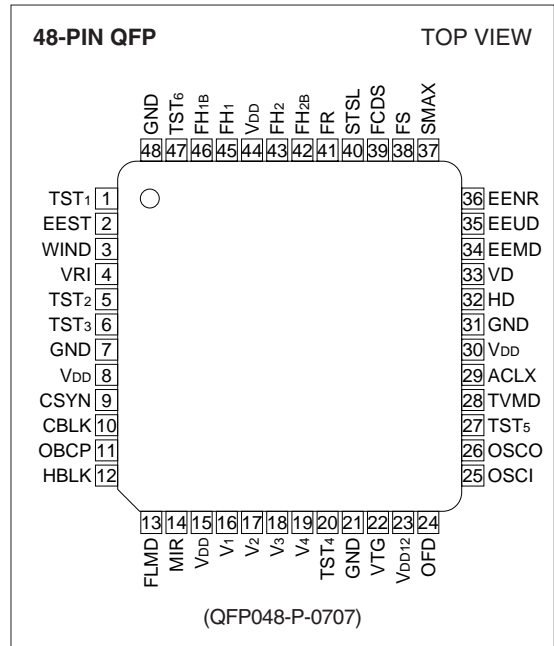 48-PIN QFP
TOP VIEW
GND TST6 FH1B FH1 VDD FH2 FH2B FR STSL FCDS FS SMAX
48 47 46 45 44 43 42 41 40 39 38 37
TST1 1
EEST 2
WIND 3
VRI 4
TST2 5
TST3 6
GND 7
VDD 8
CSYN 9
CBLK 10
OBCP 11
HBLK 12
36 EENR
35 EEUD
34 EEMD
33 VD
32 HD
31 GND
30 VDD
29 ACLX
28 TVMD
27 TST5
26 OSCO
25 OSCI
13 14 15 16 17 18 19 20 21 22 23 24
FLMD MIR VDD V1 V2 V3 V4 TST4 GND VTG VDD12 OFD
(QFP048-P-0707)